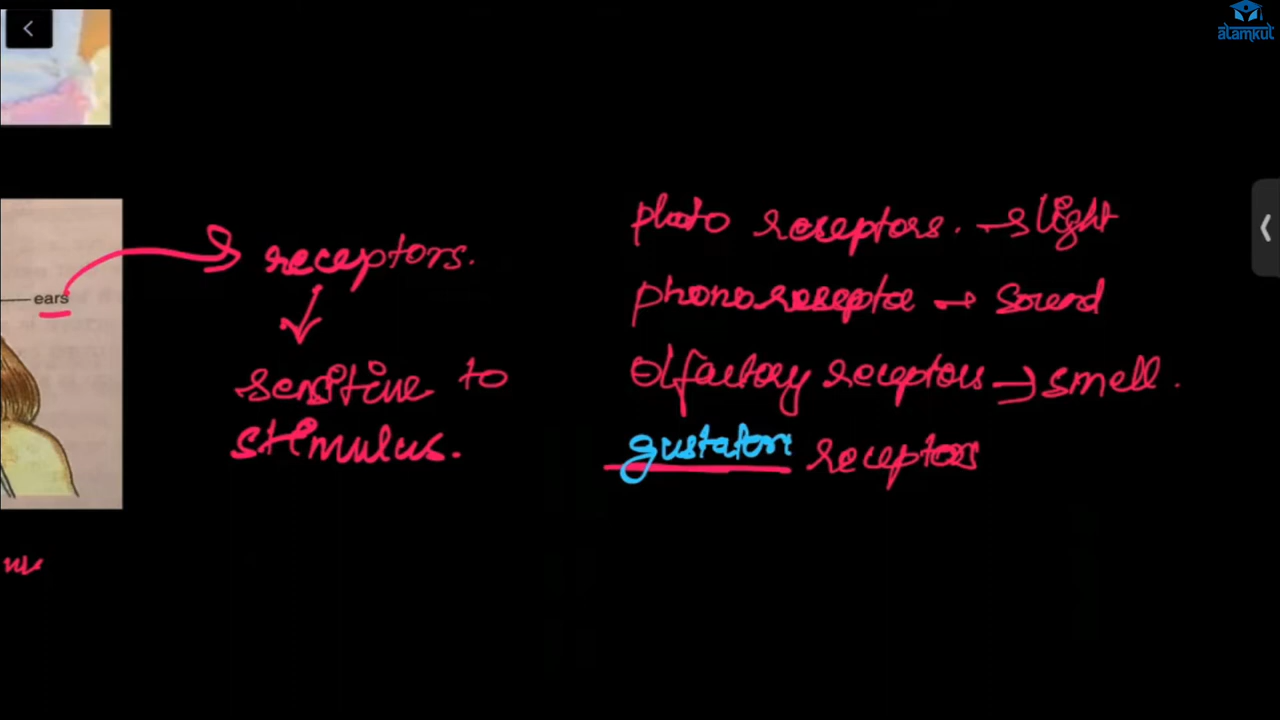 alamkul
ears
receptors.
sensitive to
stimulus.
photo receptors. → light
phonoreceptor → sound
olfactory receptors → smell.
gustatory receptors